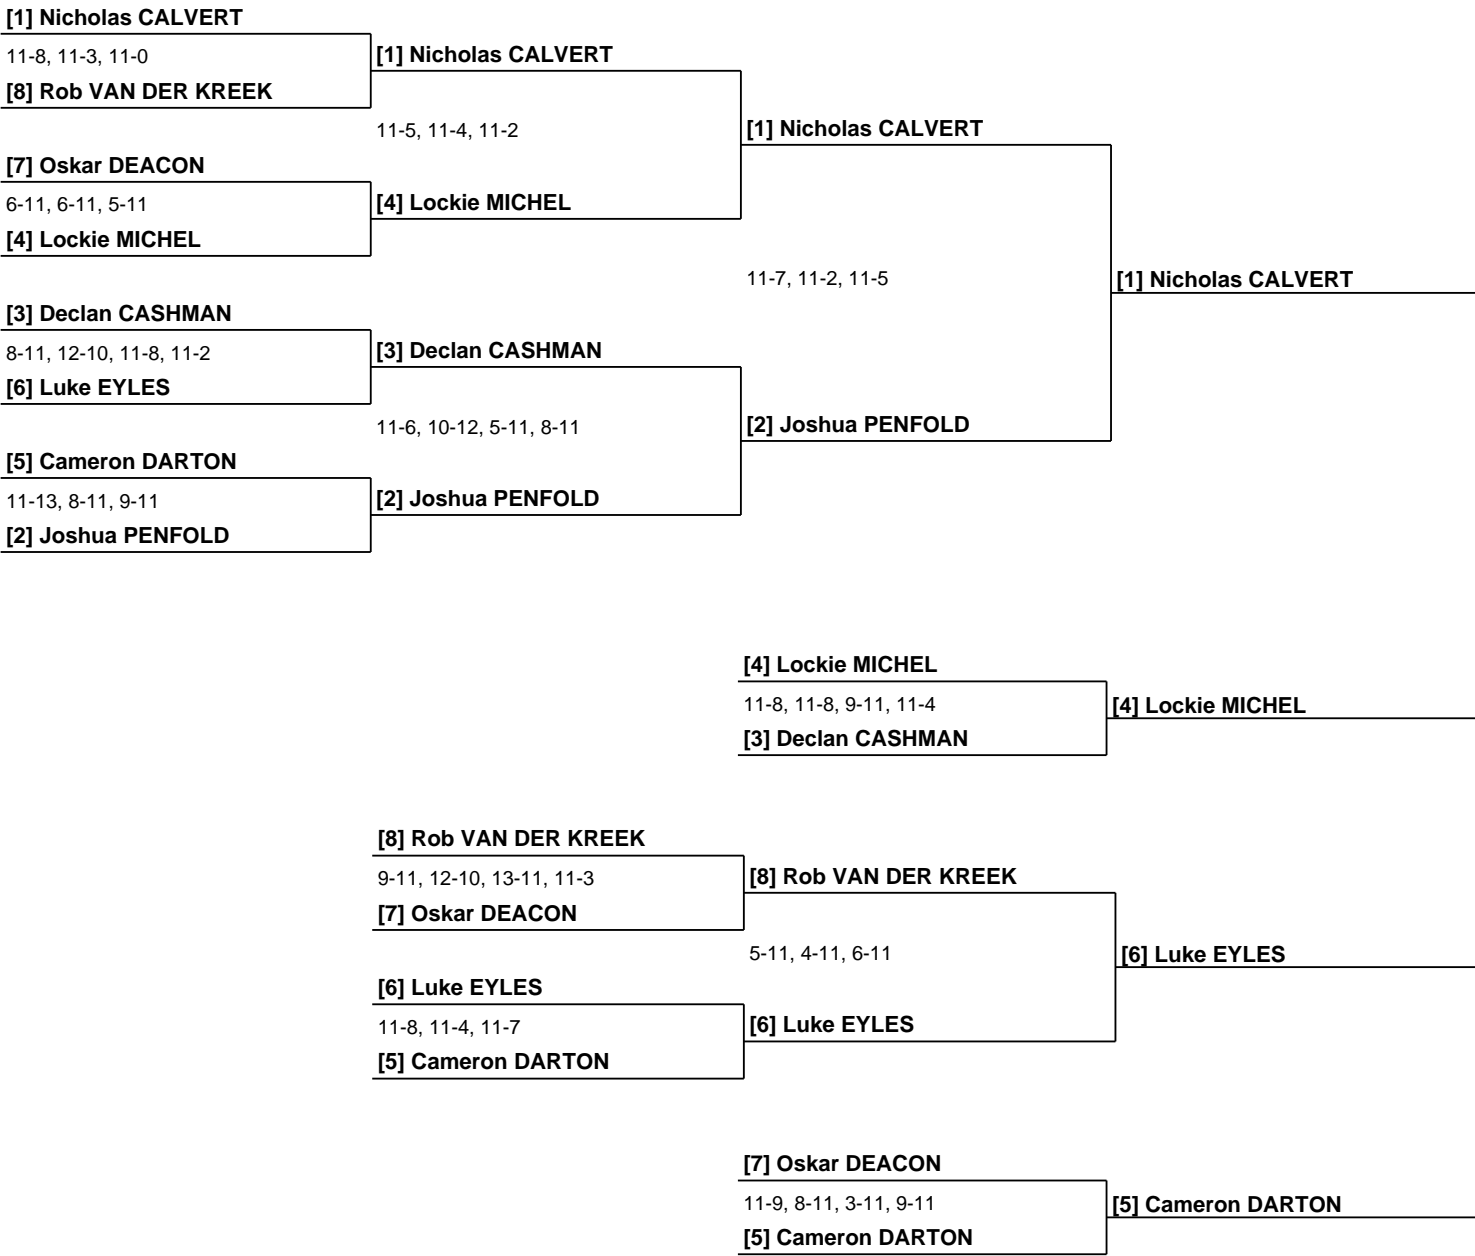 [1] Nicholas CALVERT
11-8, 11-3, 11-0
[1] Nicholas CALVERT
[8] Rob VAN DER KREEK
11-5, 11-4, 11-2
[1] Nicholas CALVERT
[7] Oskar DEACON
6-11, 6-11, 5-11
[4] Lockie MICHEL
[4] Lockie MICHEL
11-7, 11-2, 11-5
[1] Nicholas CALVERT
[3] Declan CASHMAN
8-11, 12-10, 11-8, 11-2
[3] Declan CASHMAN
[6] Luke EYLES
11-6, 10-12, 5-11, 8-11
[2] Joshua PENFOLD
[5] Cameron DARTON
11-13, 8-11, 9-11
[2] Joshua PENFOLD
[2] Joshua PENFOLD
[4] Lockie MICHEL
11-8, 11-8, 9-11, 11-4
[4] Lockie MICHEL
[3] Declan CASHMAN
[8] Rob VAN DER KREEK
9-11, 12-10, 13-11, 11-3
[8] Rob VAN DER KREEK
[7] Oskar DEACON
5-11, 4-11, 6-11
[6] Luke EYLES
[6] Luke EYLES
11-8, 11-4, 11-7
[6] Luke EYLES
[5] Cameron DARTON
[7] Oskar DEACON
11-9, 8-11, 3-11, 9-11
[5] Cameron DARTON
[5] Cameron DARTON